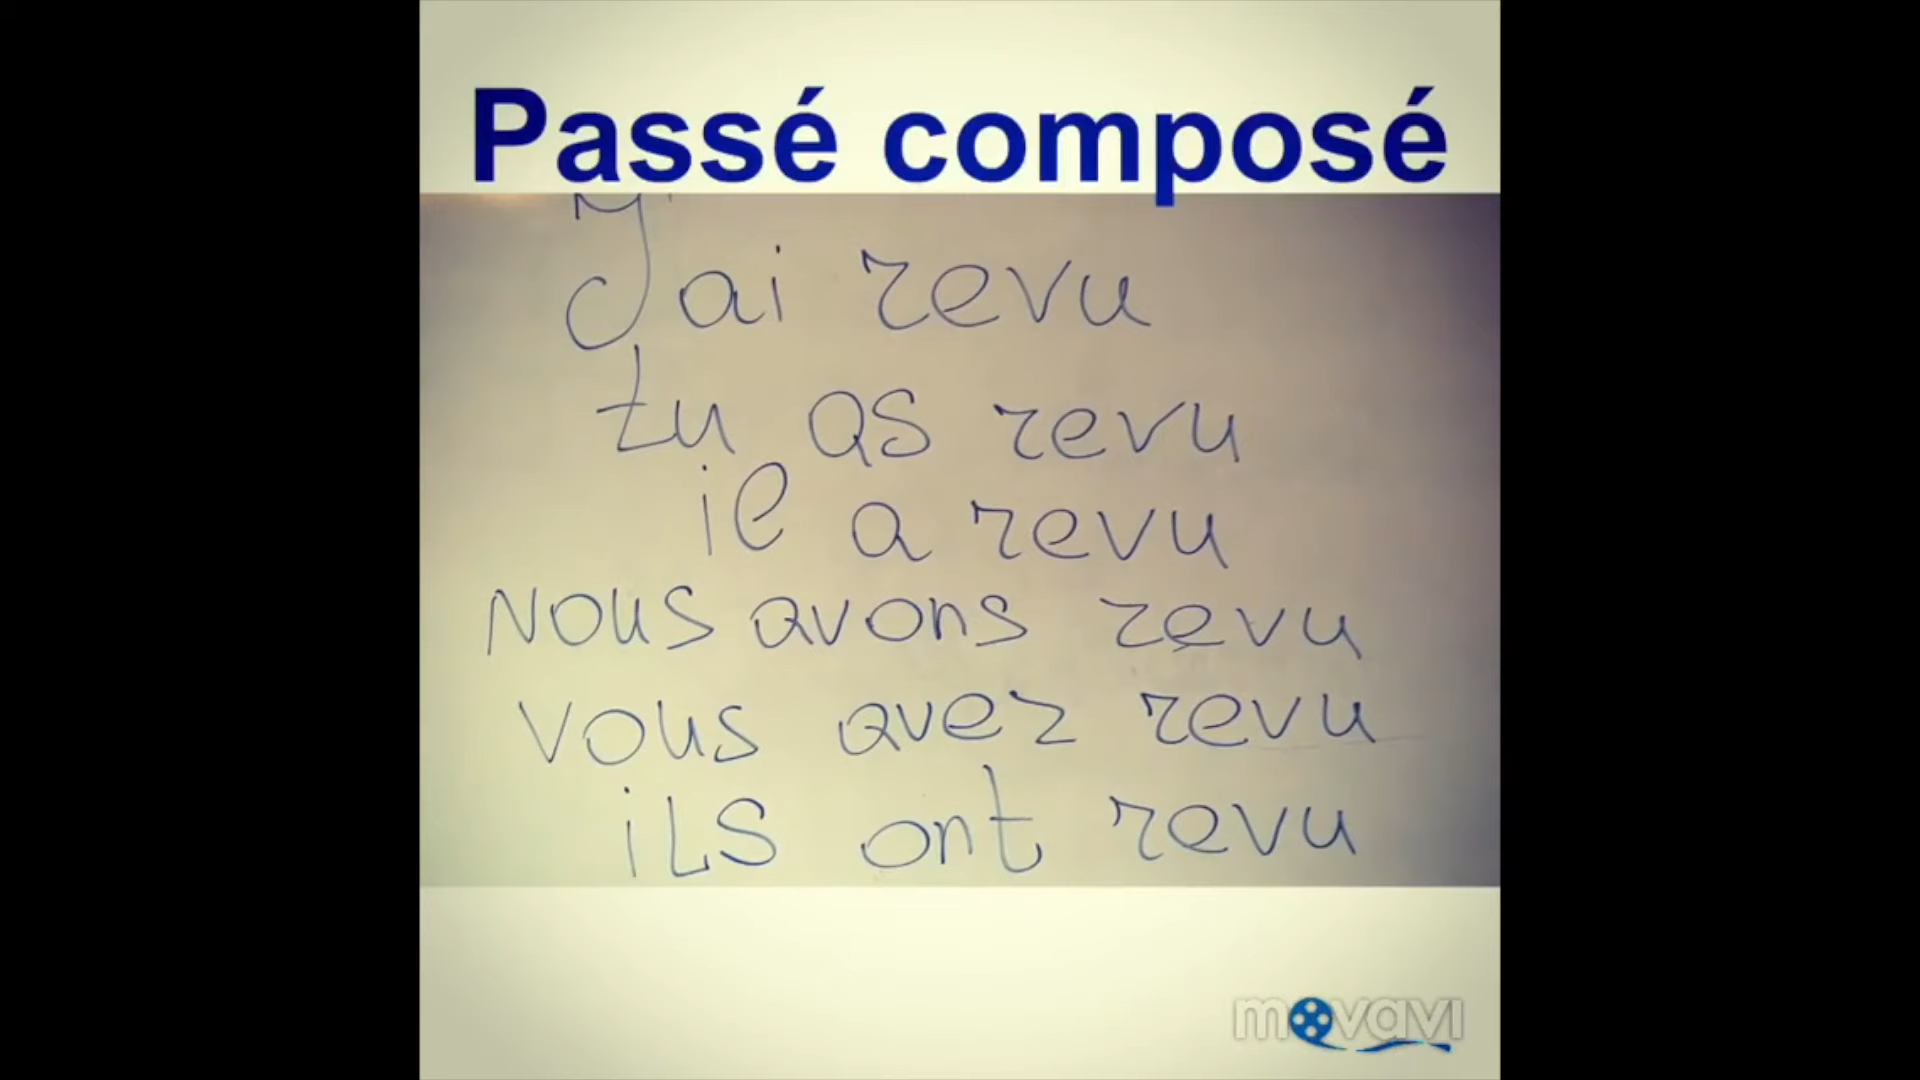 Passé composé
J'ai revu
tu as revu
il a revu
nous avons revu
vous avez revu
ils ont revu
movavi